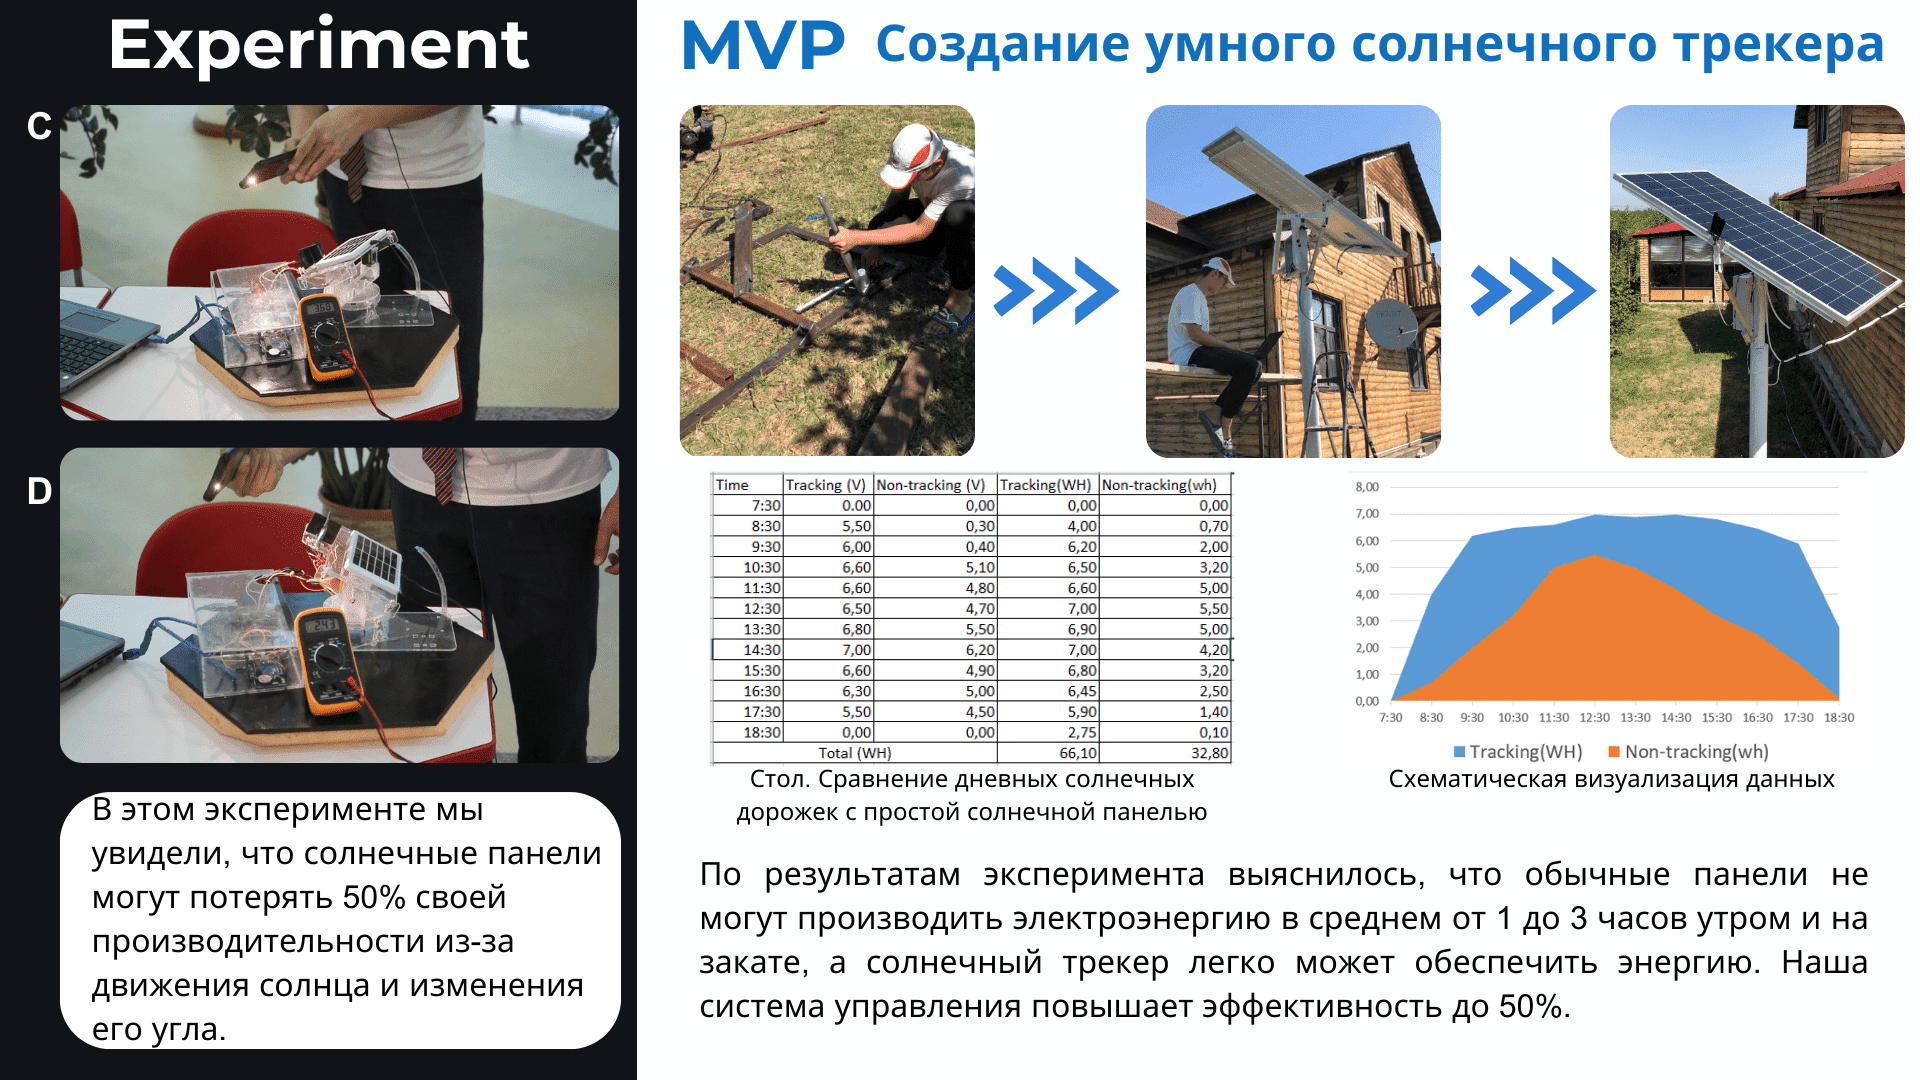 Experiment
C
D
В этом эксперименте мы
увидели, что солнечные панели
могут потерять 50% своей
производительности из-за
движения солнца и изменения
его угла.
MVP Создание умного солнечного трекера
Time Tracking (V) Non-tracking (V) Tracking(WH) Non-tracking(wh)
7:30 0.00 0,00 0,00 0,00
8:30 5,50 0,30 4,00 0,70
9:30 6,00 0,40 6,20 2,00
10:30 6,60 5,10 6,50 3,20
11:30 6,60 4,80 6,60 5,00
12:30 6,50 4,70 7,00 5,50
13:30 6,80 5,50 6,90 5,00
14:30 7,00 6,20 7,00 4,20
15:30 6,60 4,90 6,80 3,20
16:30 6,30 5,00 6,45 2,50
17:30 5,50 4,50 5,90 1,40
18:30 0,00 0,00 2,75 0,10
Total (WH) 66,10 32,80
Стол. Сравнение дневных солнечных
дорожек с простой солнечной панелью
8,00
7,00
6,00
5,00
4,00
3,00
2,00
1,00
0,00
7:30 8:30 9:30 10:30 11:30 12:30 13:30 14:30 15:30 16:30 17:30 18:30
Tracking(WH) Non-tracking(wh)
Схематическая визуализация данных
По результатам эксперимента выяснилось, что обычные панели не
могут производить электроэнергию в среднем от 1 до 3 часов утром и на
закате, а солнечный трекер легко может обеспечить энергию. Наша
система управления повышает эффективность до 50%.